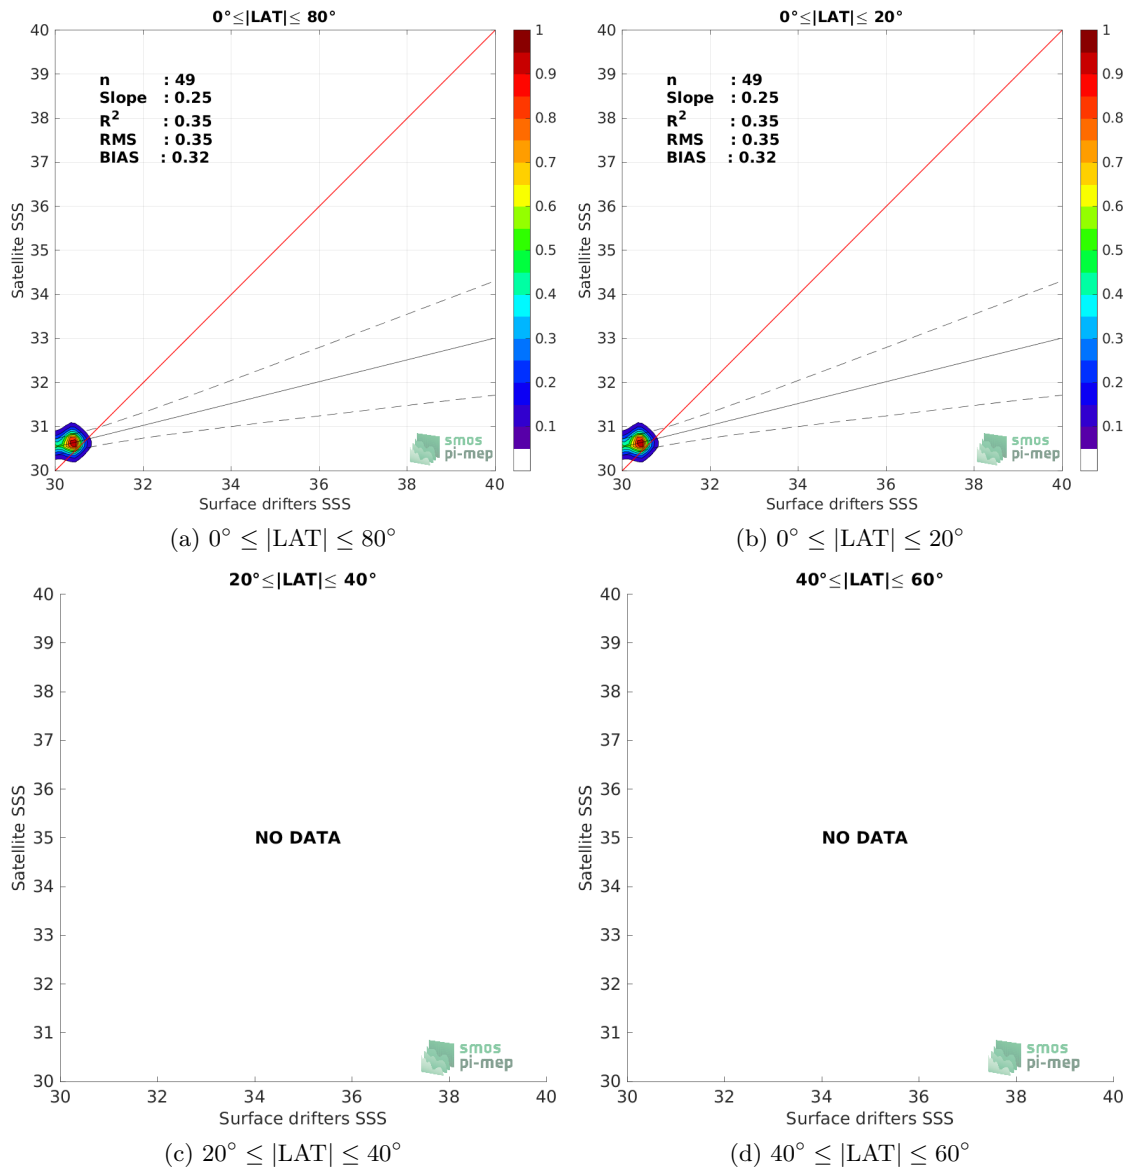 0°≤|LAT|≤ 80°
40
39
38
37
36
35
34
33
32
31
30
Satellite SSS
n : 49
Slope : 0.25
R² : 0.35
RMS : 0.35
BIAS : 0.32
1
0.9
0.8
0.7
0.6
0.5
0.4
0.3
0.2
0.1
smos
pi-mep
30 32 34 36 38 40
Surface drifters SSS
(a) 0° ≤ |LAT| ≤ 80°
0°≤|LAT|≤ 20°
40
39
38
37
36
35
34
33
32
31
30
Satellite SSS
n : 49
Slope : 0.25
R² : 0.35
RMS : 0.35
BIAS : 0.32
1
0.9
0.8
0.7
0.6
0.5
0.4
0.3
0.2
0.1
smos
pi-mep
30 32 34 36 38 40
Surface drifters SSS
(b) 0° ≤ |LAT| ≤ 20°
20°≤|LAT|≤ 40°
40
39
38
37
36
35
34
33
32
31
30
Satellite SSS
NO DATA
smos
pi-mep
30 32 34 36 38 40
Surface drifters SSS
(c) 20° ≤ |LAT| ≤ 40°
40°≤|LAT|≤ 60°
40
39
38
37
36
35
34
33
32
31
30
Satellite SSS
NO DATA
smos
pi-mep
30 32 34 36 38 40
Surface drifters SSS
(d) 40° ≤ |LAT| ≤ 60°